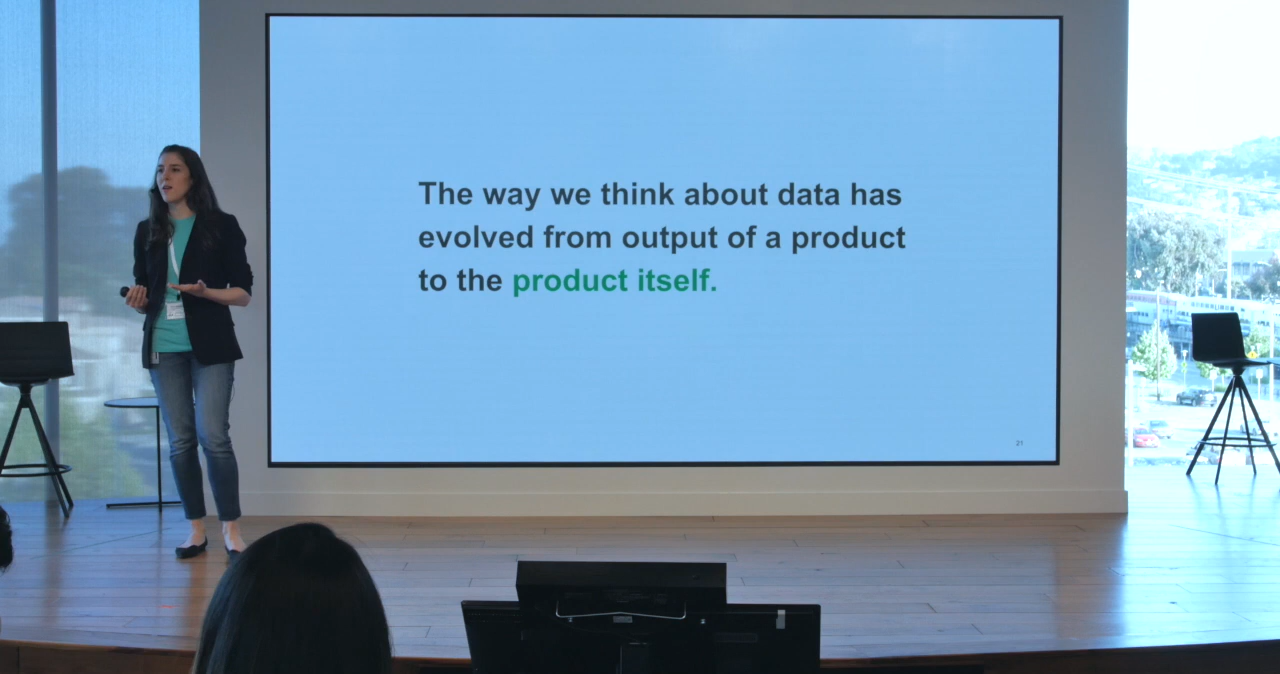 The way we think about data has
evolved from output of a product
to the product itself.
21